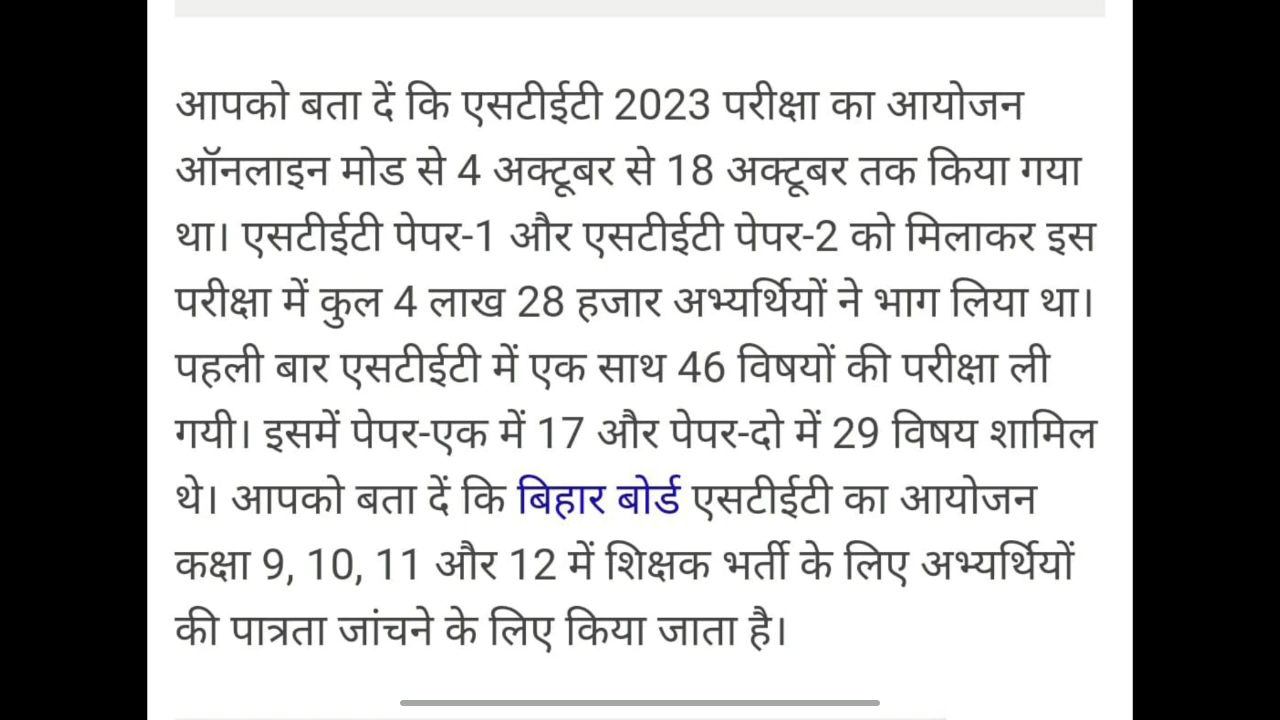 आपको बता दें कि एसटीईटी 2023 परीक्षा का आयोजन
ऑनलाइन मोड से 4 अक्टूबर से 18 अक्टूबर तक किया गया
था। एसटीईटी पेपर-1 और एसटीईटी पेपर-2 को मिलाकर इस
परीक्षा में कुल 4 लाख 28 हजार अभ्यर्थियों ने भाग लिया था।
पहली बार एसटीईटी में एक साथ 46 विषयों की परीक्षा ली
गयी। इसमें पेपर-एक में 17 और पेपर-दो में 29 विषय शामिल
थे। आपको बता दें कि बिहार बोर्ड एसटीईटी का आयोजन
कक्षा 9, 10, 11 और 12 में शिक्षक भर्ती के लिए अभ्यर्थियों
की पात्रता जांचने के लिए किया जाता है।